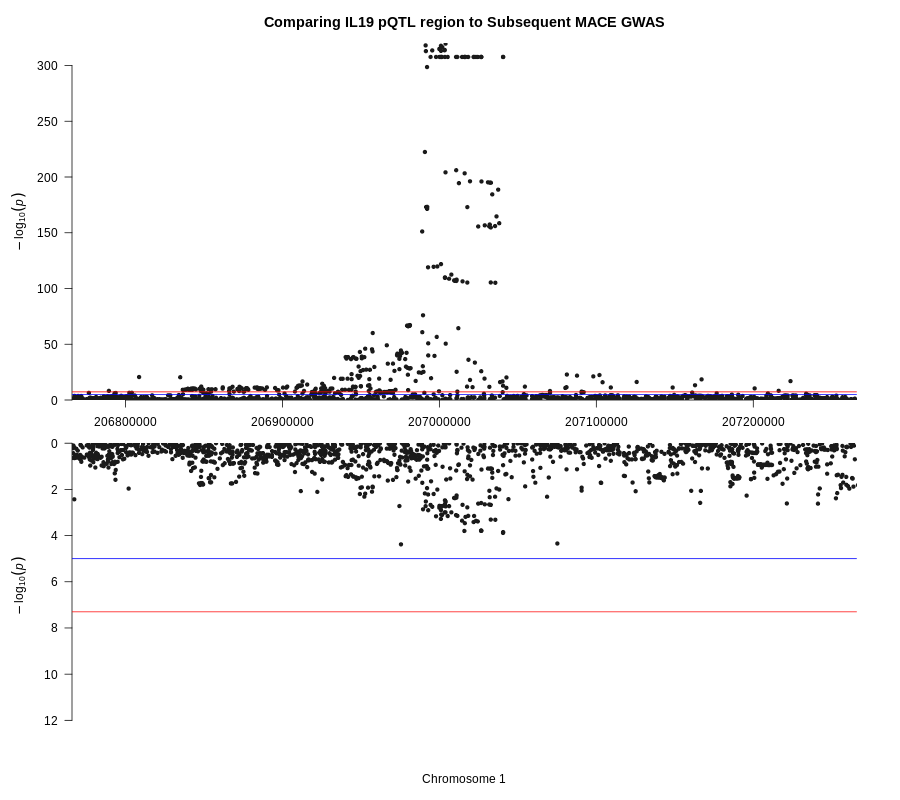 Comparing IL19 pQTL region to Subsequent MACE GWAS
300
250
200
150
100
50
0
− log10(p)
206800000 206900000 207000000 207100000 207200000
0
2
4
6
8
10
12
− log10(p)
Chromosome 1